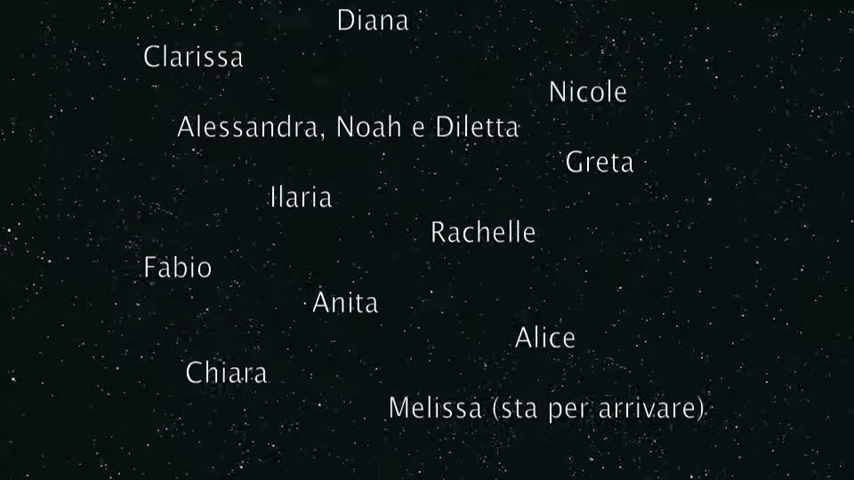 Diana
Clarissa
Nicole
Alessandra, Noah e Diletta
Greta
Ilaria
Rachelle
Fabio
Anita
Alice
Chiara
Melissa (sta per arrivare)